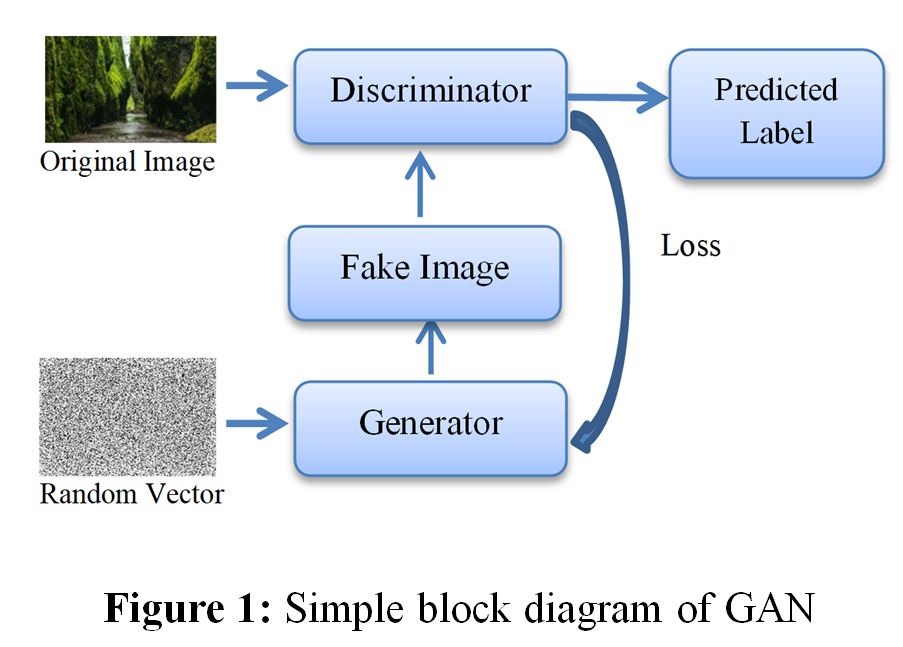 Discriminator
Predicted
Label
Original Image
Loss
Fake Image
Generator
Random Vector
Figure 1: Simple block diagram of GAN